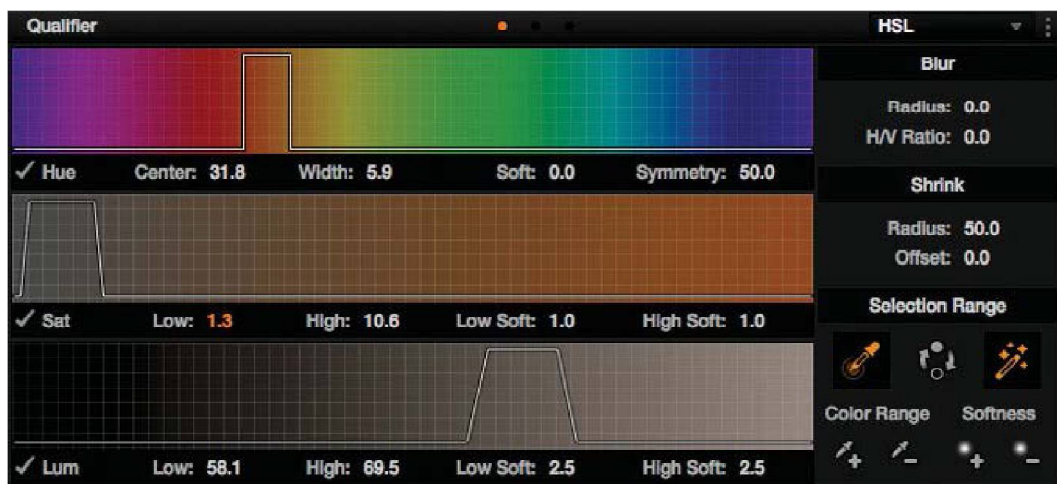 Qualifier
HSL
Hue Center: 31.8 Width: 5.9 Soft: 0.0 Symmetry: 50.0
Sat Low: 1.3 High: 10.6 Low Soft: 1.0 High Soft: 1.0
Lum Low: 58.1 High: 69.5 Low Soft: 2.5 High Soft: 2.5
Blur
Radius: 0.0
H/V Ratio: 0.0
Shrink
Radius: 50.0
Offset: 0.0
Selection Range
Color Range Softness